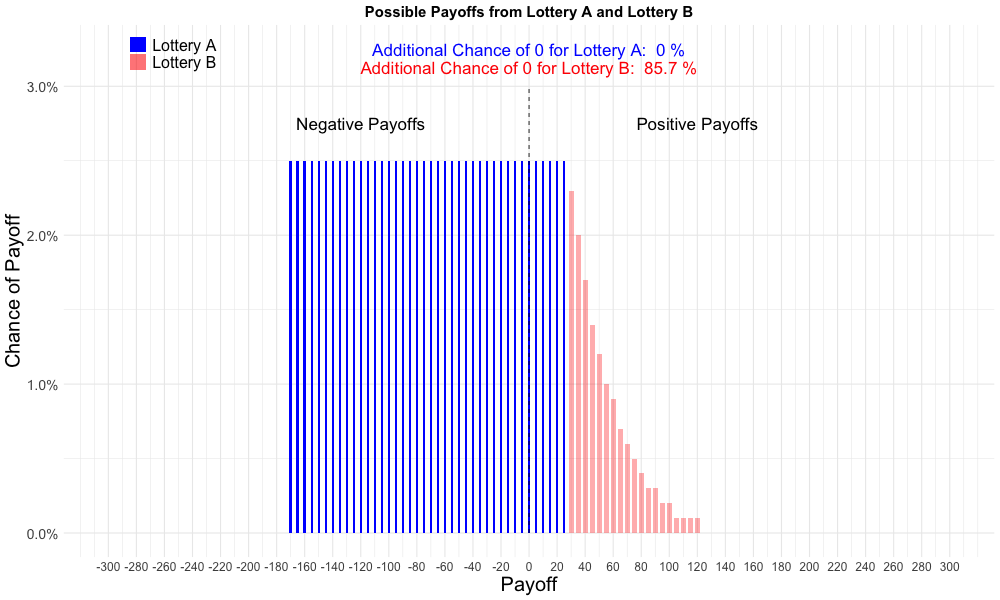 Possible Payoffs from Lottery A and Lottery B
Lottery A
Lottery B
Additional Chance of 0 for Lottery A:  0 %
Additional Chance of 0 for Lottery B:  85.7 %
Negative Payoffs
Positive Payoffs
Chance of Payoff
3.0%
2.0%
1.0%
0.0%
-300 -280 -260 -240 -220 -200 -180 -160 -140 -120 -100 -80 -60 -40 -20 0 20 40 60 80 100 120 140 160 180 200 220 240 260 280 300
Payoff